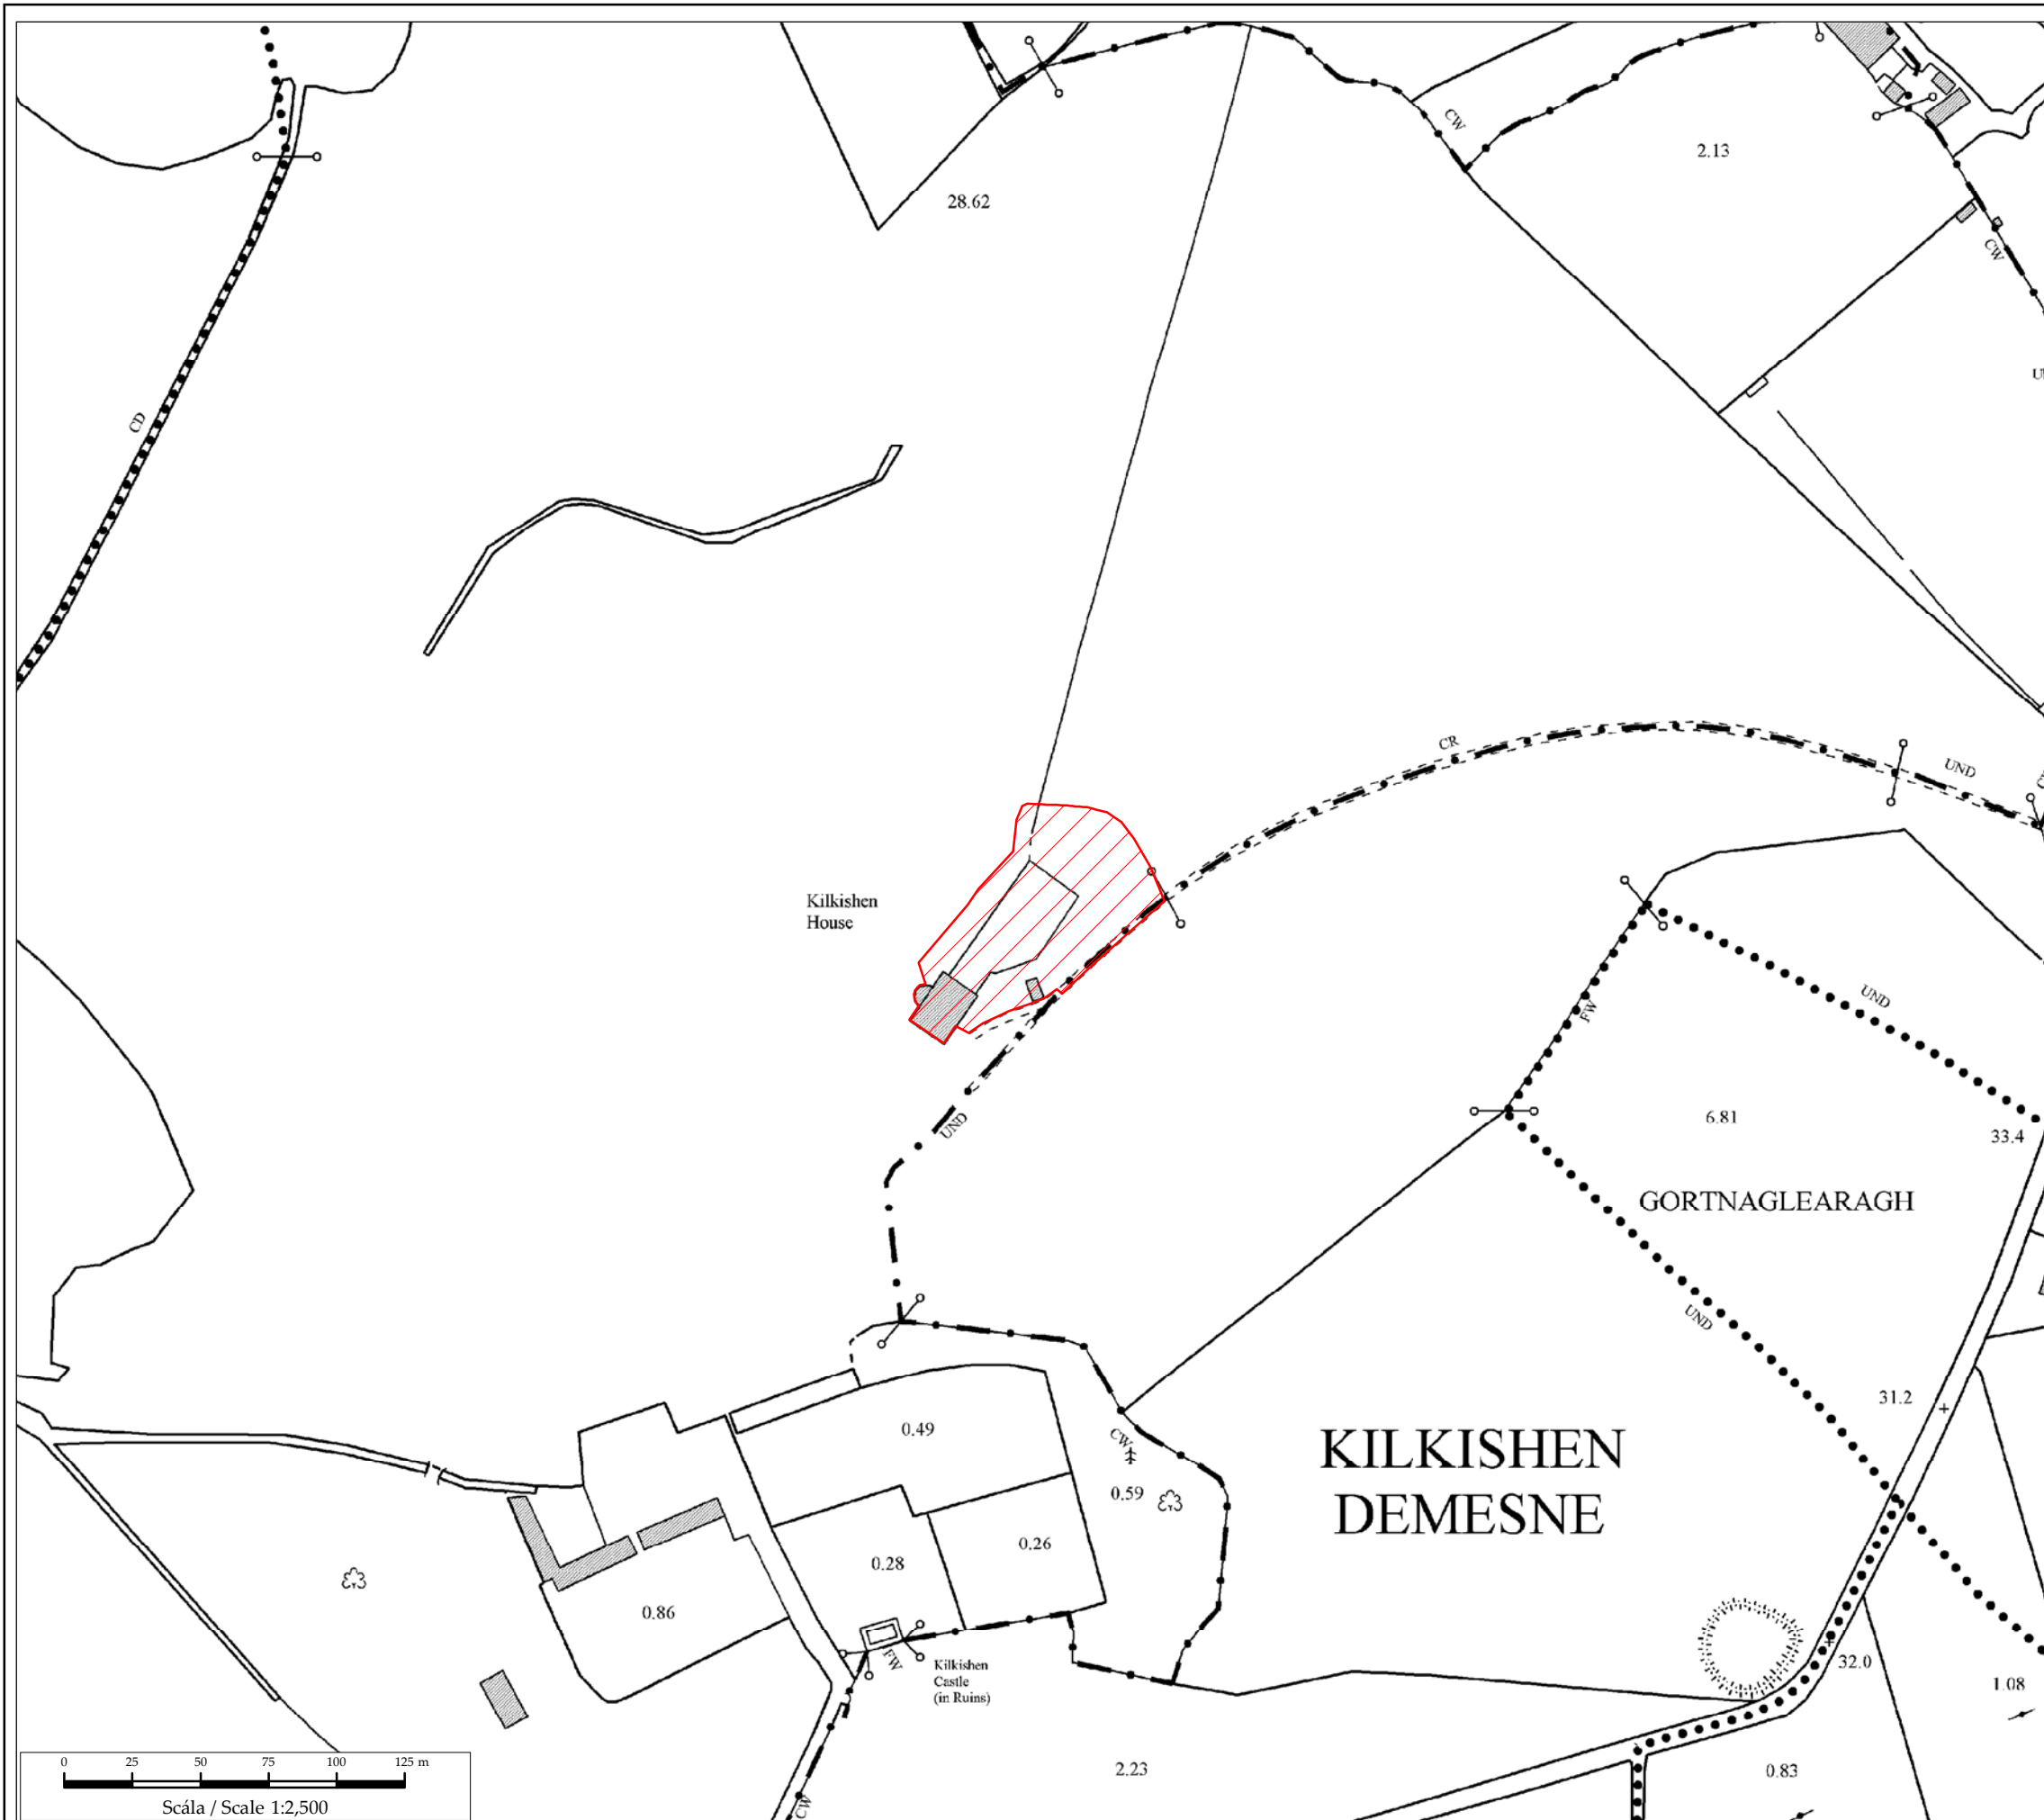 CW
28.62
2.13
CW
CD
CR
UND
Kilkishen
House
UND
FW
UND
6.81
33.4
GORTNAGLEARAGH
UND
31.2
0.49
CW
KILKISHEN
DEMESNE
0.59
0.26
0.28
0.86
FW
Kilkishen
Castle
(in Ruins)
32.0
1.08
2.23
0.83
CW
0 25 50 75 100 125 m
Scála / Scale 1:2,500